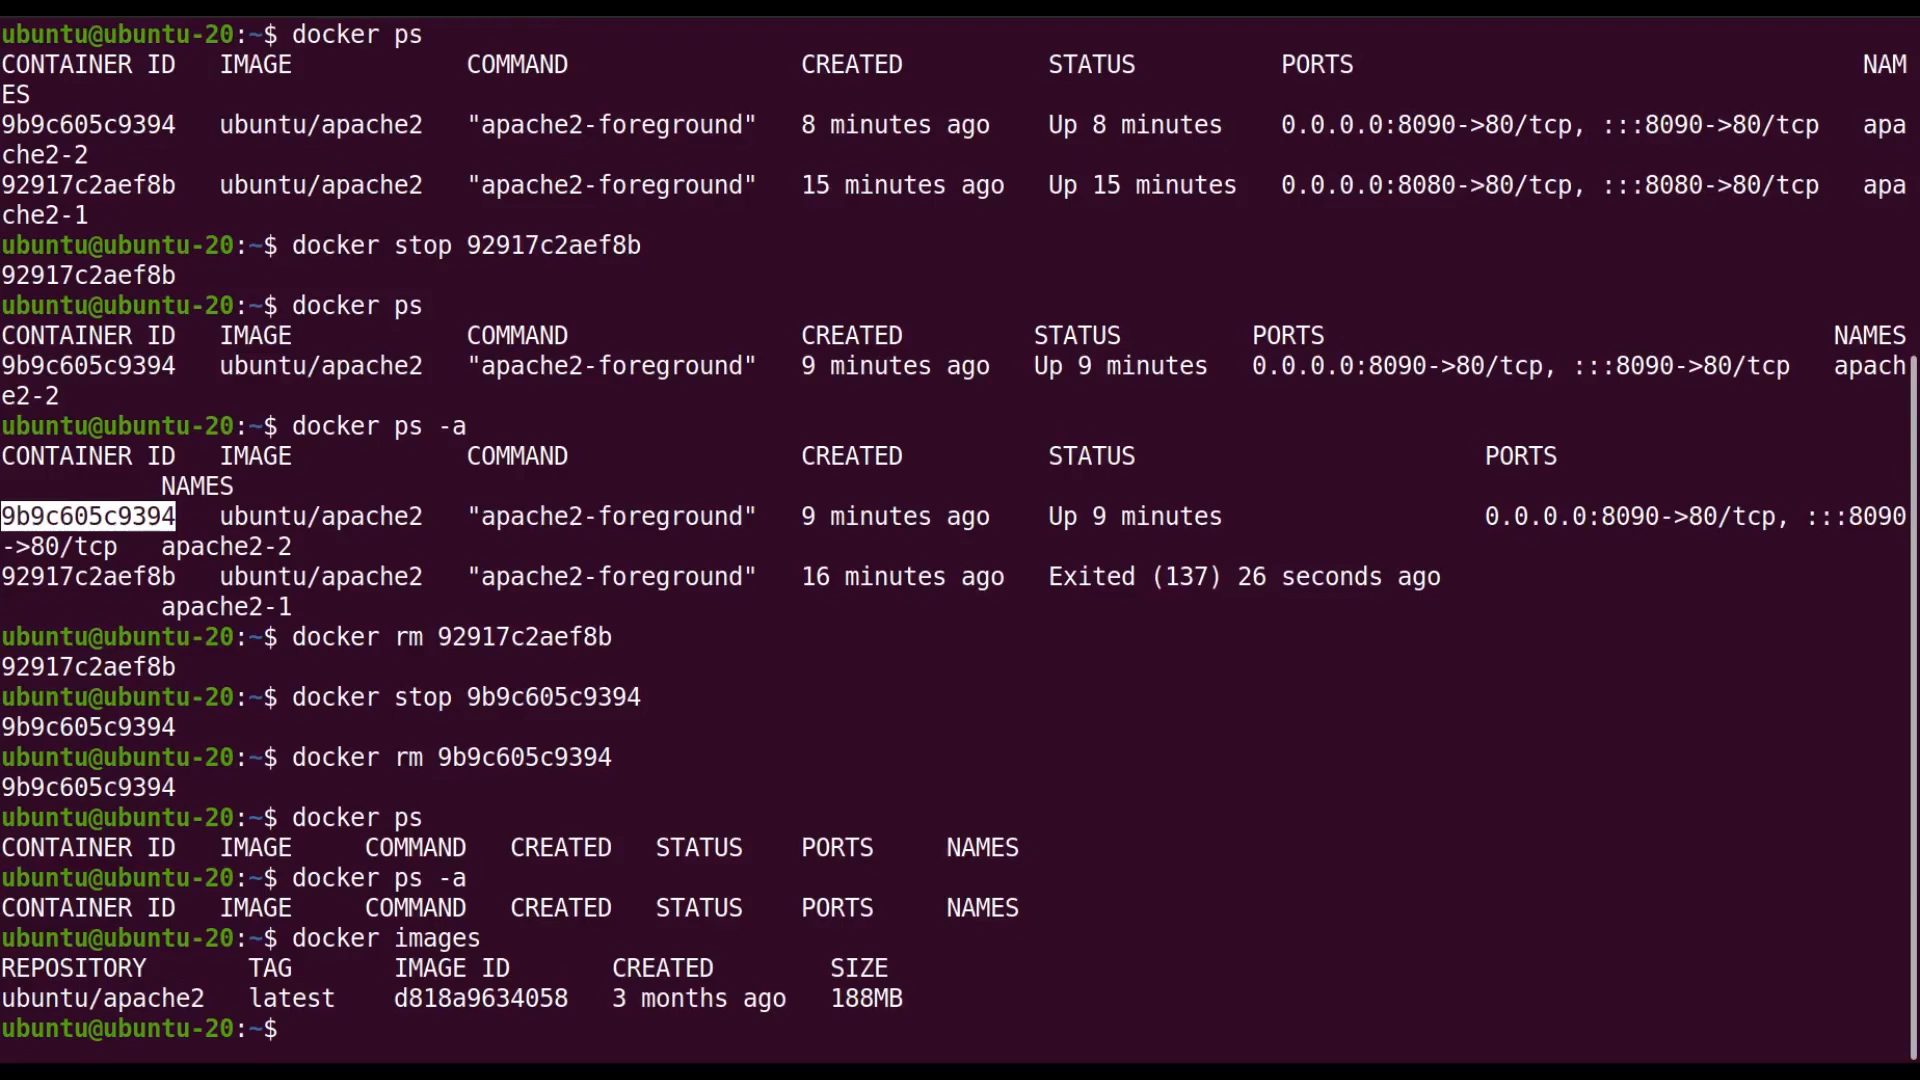 ubuntu@ubuntu-20:~$ docker ps
CONTAINER ID   IMAGE            COMMAND                CREATED          STATUS          PORTS                                   NAM
ES
9b9c605c9394   ubuntu/apache2   "apache2-foreground"   8 minutes ago    Up 8 minutes    0.0.0.0:8090->80/tcp, :::8090->80/tcp   apa
che2-2
92917c2aef8b   ubuntu/apache2   "apache2-foreground"   15 minutes ago   Up 15 minutes   0.0.0.0:8080->80/tcp, :::8080->80/tcp   apa
che2-1
ubuntu@ubuntu-20:~$ docker stop 92917c2aef8b
92917c2aef8b
ubuntu@ubuntu-20:~$ docker ps
CONTAINER ID   IMAGE            COMMAND                CREATED         STATUS         PORTS                                   NAMES
9b9c605c9394   ubuntu/apache2   "apache2-foreground"   9 minutes ago   Up 9 minutes   0.0.0.0:8090->80/tcp, :::8090->80/tcp   apach
e2-2
ubuntu@ubuntu-20:~$ docker ps -a
CONTAINER ID   IMAGE            COMMAND                CREATED          STATUS                        PORTS
           NAMES
9b9c605c9394   ubuntu/apache2   "apache2-foreground"   9 minutes ago    Up 9 minutes                  0.0.0.0:8090->80/tcp, :::8090
->80/tcp   apache2-2
92917c2aef8b   ubuntu/apache2   "apache2-foreground"   16 minutes ago   Exited (137) 26 seconds ago
           apache2-1
ubuntu@ubuntu-20:~$ docker rm 92917c2aef8b
92917c2aef8b
ubuntu@ubuntu-20:~$ docker stop 9b9c605c9394
9b9c605c9394
ubuntu@ubuntu-20:~$ docker rm 9b9c605c9394
9b9c605c9394
ubuntu@ubuntu-20:~$ docker ps
CONTAINER ID   IMAGE     COMMAND   CREATED   STATUS    PORTS     NAMES
ubuntu@ubuntu-20:~$ docker ps -a
CONTAINER ID   IMAGE     COMMAND   CREATED   STATUS    PORTS     NAMES
ubuntu@ubuntu-20:~$ docker images
REPOSITORY       TAG       IMAGE ID       CREATED        SIZE
ubuntu/apache2   latest    d818a9634058   3 months ago   188MB
ubuntu@ubuntu-20:~$